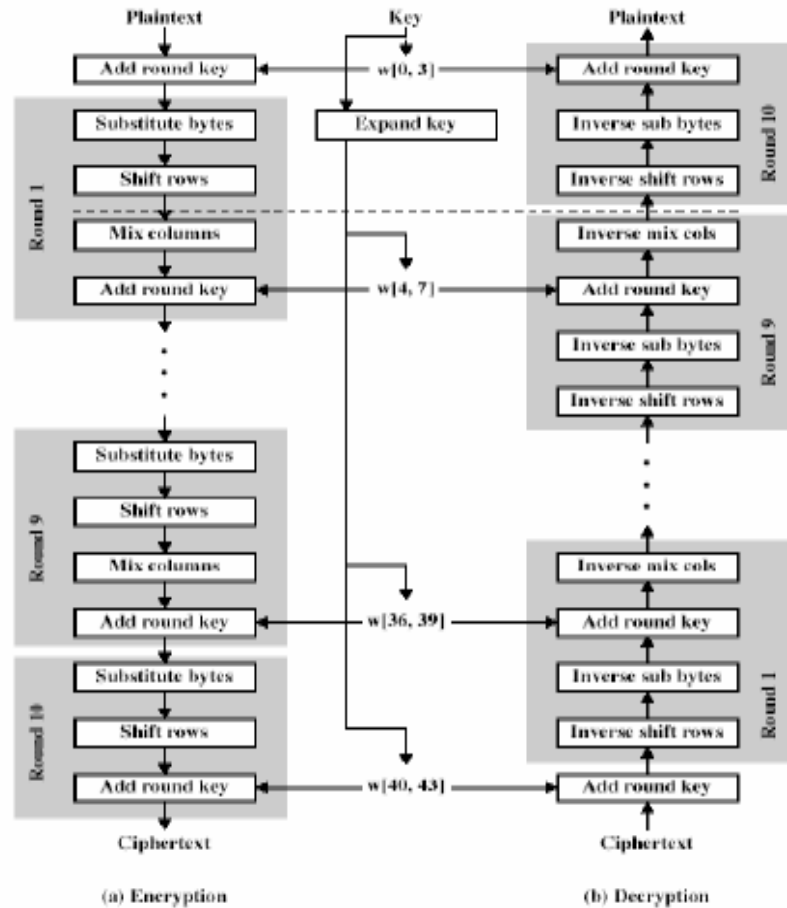 Plaintext
Key
Plaintext
Add round key
w[0, 3]
Add round key
Round 1
Substitute bytes
Expand key
Inverse sub bytes
Round 10
Shift rows
Inverse shift rows
Mix columns
Inverse mix cols
Add round key
w[4, 7]
Add round key
Round 9
Inverse sub bytes
Inverse shift rows
Round 9
Substitute bytes
Shift rows
Mix columns
Inverse mix cols
Add round key
w[36, 39]
Add round key
Round 10
Substitute bytes
Inverse sub bytes
Round 1
Shift rows
Inverse shift rows
Add round key
w[40, 43]
Add round key
Ciphertext
Ciphertext
(a) Encryption
(b) Decryption